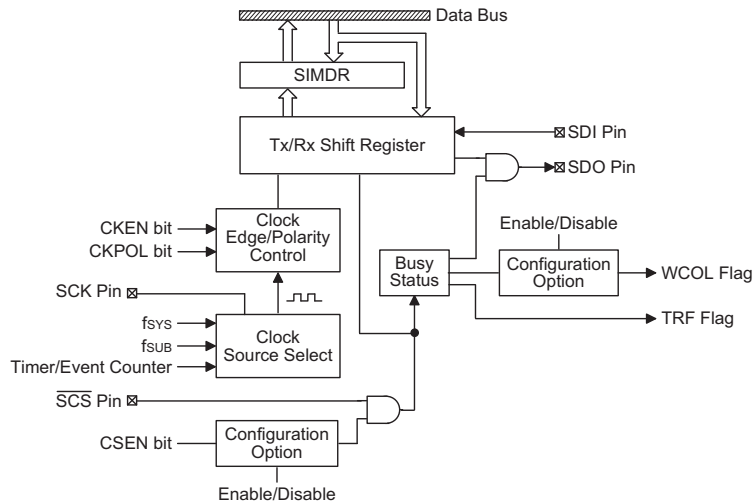 Data Bus
SIMDR
Tx/Rx Shift Register
SDI Pin
SDO Pin
CKEN bit
CKPOL bit
Clock
Edge/Polarity
Control
Enable/Disable
Busy
Status
Configuration
Option
WCOL Flag
TRF Flag
SCK Pin
fSYS
fSUB
Timer/Event Counter
Clock
Source Select
SCS Pin
CSEN bit
Configuration
Option
Enable/Disable